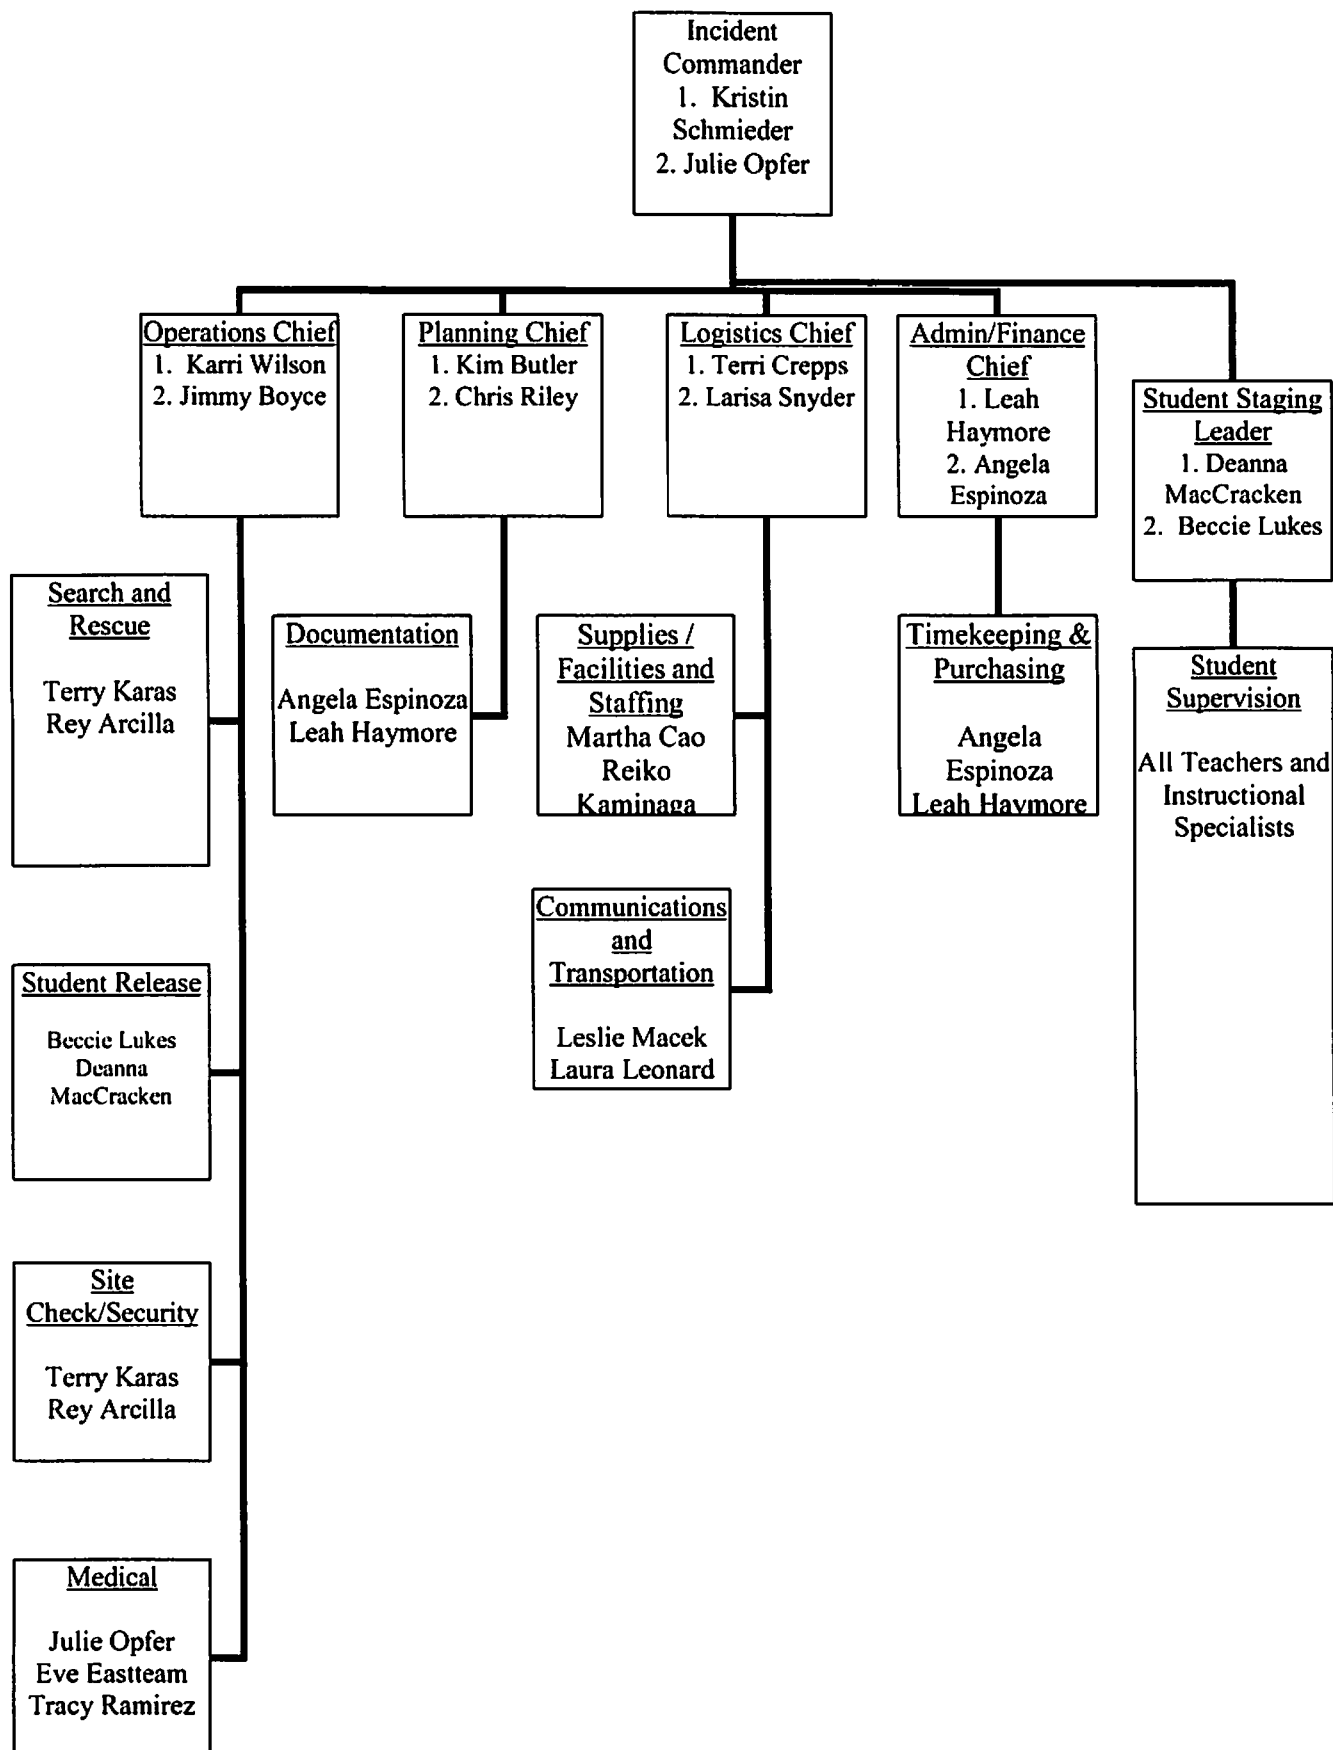 Incident
Commander
1. Kristin
Schmieder
2. Julie Opfer
Operations Chief
1. Karri Wilson
2. Jimmy Boyce
Planning Chief
1. Kim Butler
2. Chris Riley
Logistics Chief
1. Terri Crepps
2. Larisa Snyder
Admin/Finance
Chief
1. Leah
Haymore
2. Angela
Espinoza
Student Staging
Leader
1. Deanna
MacCracken
2. Beccie Lukes
Search and
Rescue
Terry Karas
Rey Arcilla
Documentation
Angela Espinoza
Leah Haymore
Supplies /
Facilities and
Staffing
Martha Cao
Reiko
Kaminaga
Timekeeping &
Purchasing
Angela
Espinoza
Leah Haymore
Student
Supervision
All Teachers and
Instructional
Specialists
Communications
and
Transportation
Leslie Macek
Laura Leonard
Student Release
Beccie Lukes
Deanna
MacCracken
Site
Check/Security
Terry Karas
Rey Arcilla
Medical
Julie Opfer
Eve Eastteam
Tracy Ramirez